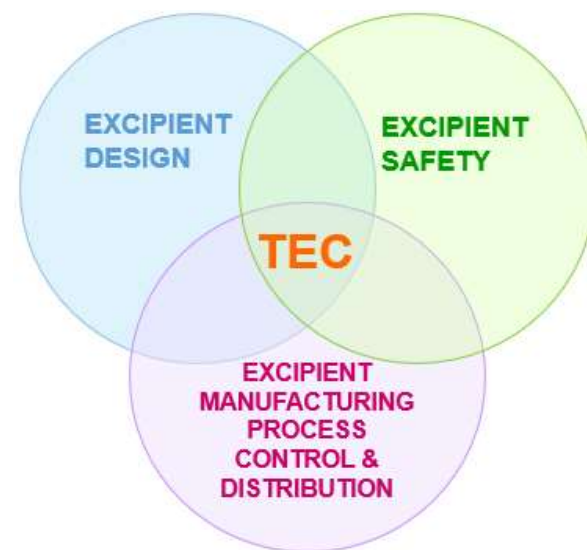 EXCIPIENT
DESIGN
EXCIPIENT
SAFETY
TEC
EXCIPIENT
MANUFACTURING
PROCESS
CONTROL &
DISTRIBUTION